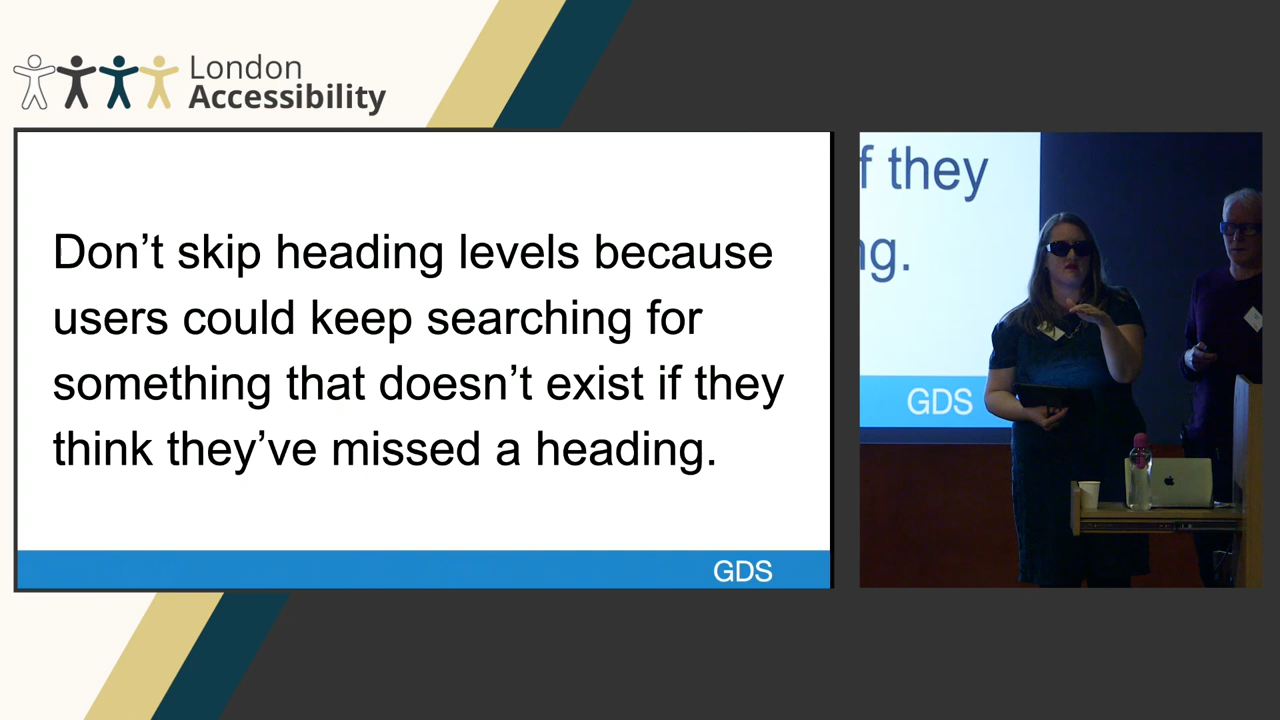 London
Accessibility
Don't skip heading levels because
users could keep searching for
something that doesn't exist if they
think they've missed a heading.
GDS
f they
ng.
GDS